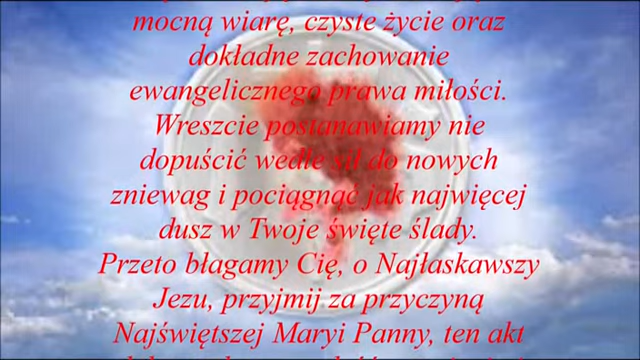 mocną wiarę, czyste życie oraz
dokładne zachowanie
ewangelicznego prawa miłości.
Wreszcie postanawiamy nie
dopuścić wedle sił do nowych
zniewag i pociągnąć jak najwięcej
dusz w Twoje święte ślady.
Przeto błagamy Cię, o Najłaskawszy
Jezu, przyjmij za przyczyną
Najświętszej Maryi Panny, ten akt